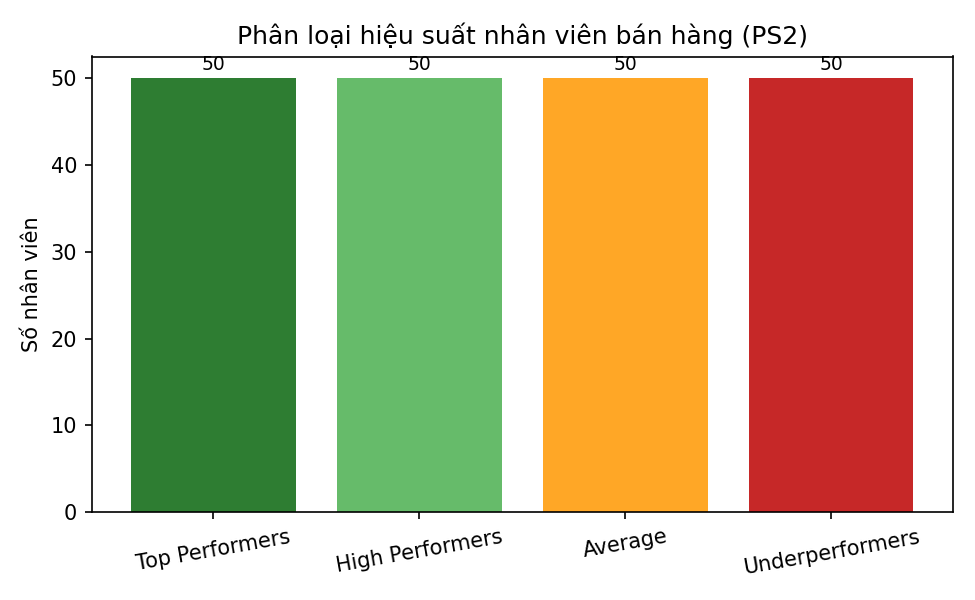 Phân loại hiệu suất nhân viên bán hàng (PS2)
50 50 50 50
Số nhân viên
50
40
30
20
10
0
Top Performers High Performers Average Underperformers